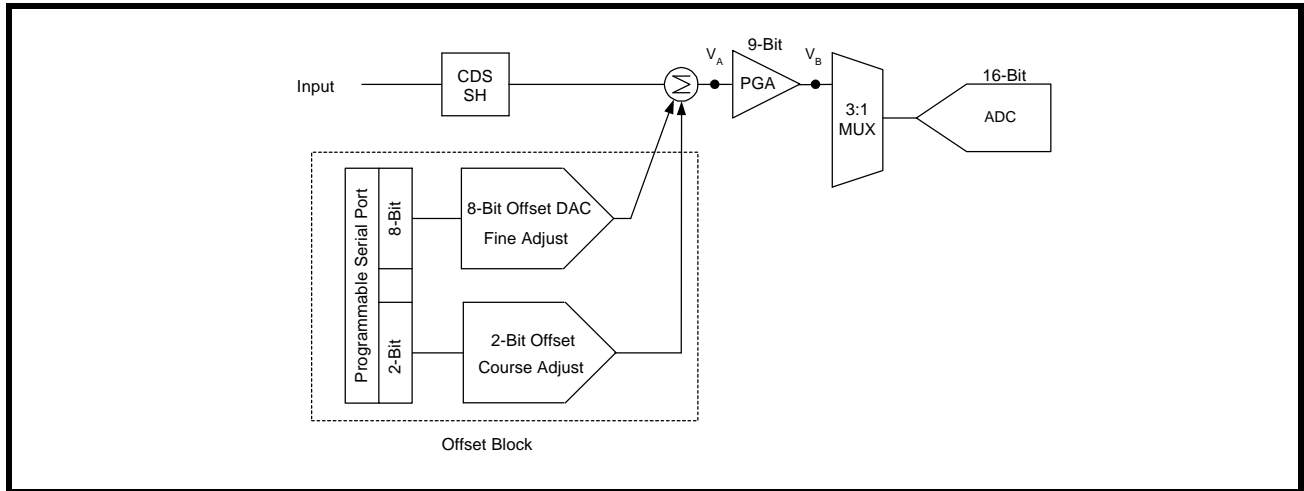 Input
CDS
SH
Σ
V_A
9-Bit
PGA
V_B
3:1
MUX
16-Bit
ADC
Programmable Serial Port
8-Bit
2-Bit
8-Bit Offset DAC
Fine Adjust
2-Bit Offset
Course Adjust
Offset Block